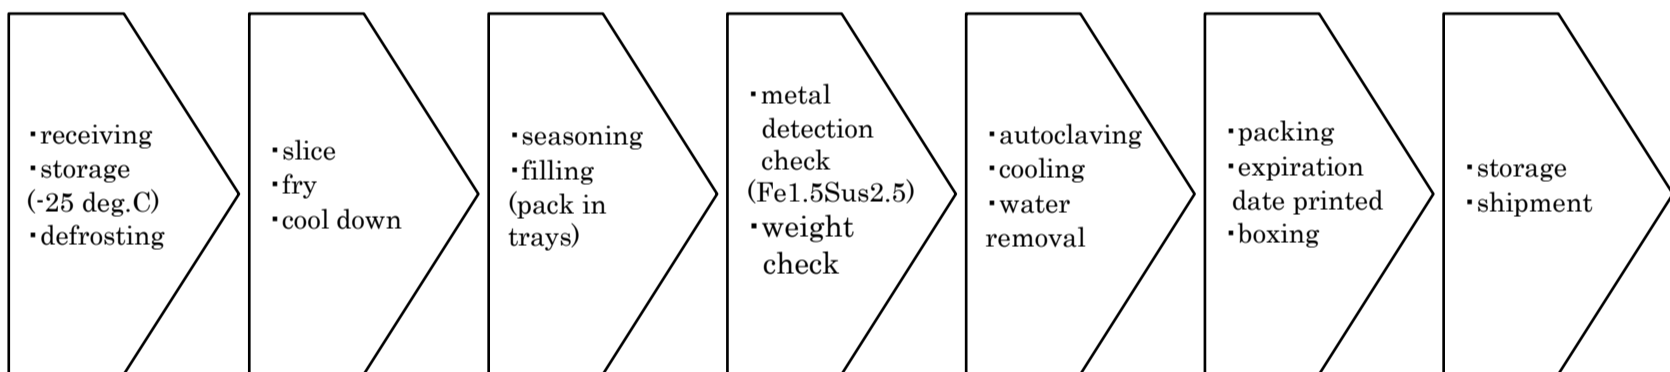 ・receiving
・storage
(-25 deg.C)
・defrosting
・slice
・fry
・cool down
・seasoning
・filling
(pack in
trays)
・metal
detection
check
(Fe1.5Sus2.5)
・weight
check
・autoclaving
・cooling
・water
removal
・packing
・expiration
date printed
・boxing
・storage
・shipment